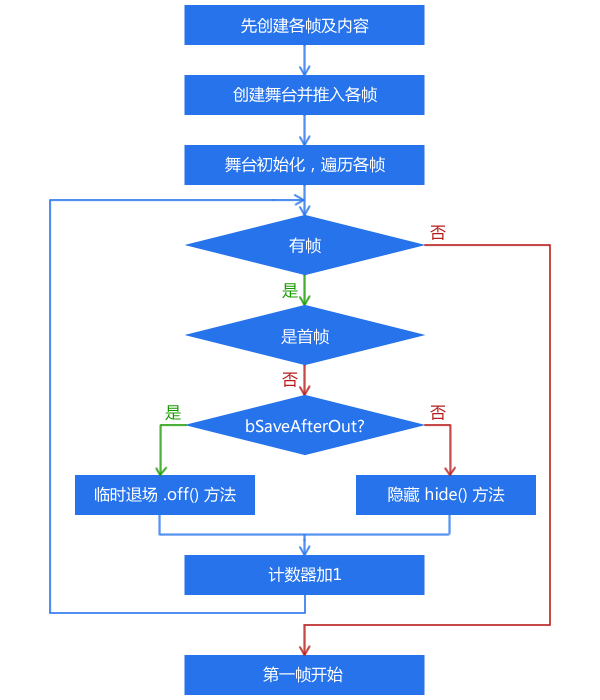 先创建各帧及内容
创建舞台并推入各帧
舞台初始化，遍历各帧
有帧
否
是
是首帧
否
是
bSaveAfterOut?
否
临时退场 .off() 方法
隐藏 hide() 方法
计数器加1
第一帧开始